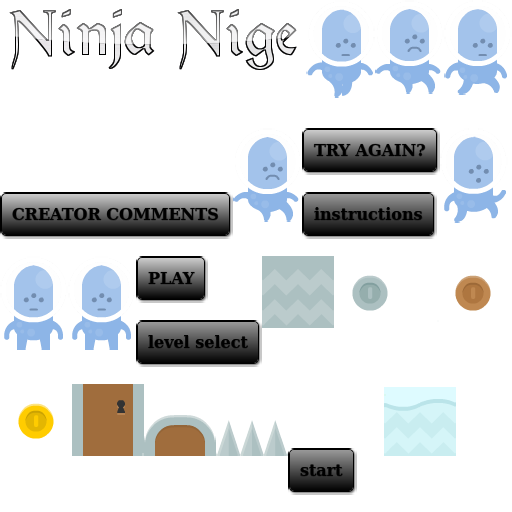 Ninja Nige
TRY AGAIN?
CREATOR COMMENTS
instructions
PLAY
level select
start